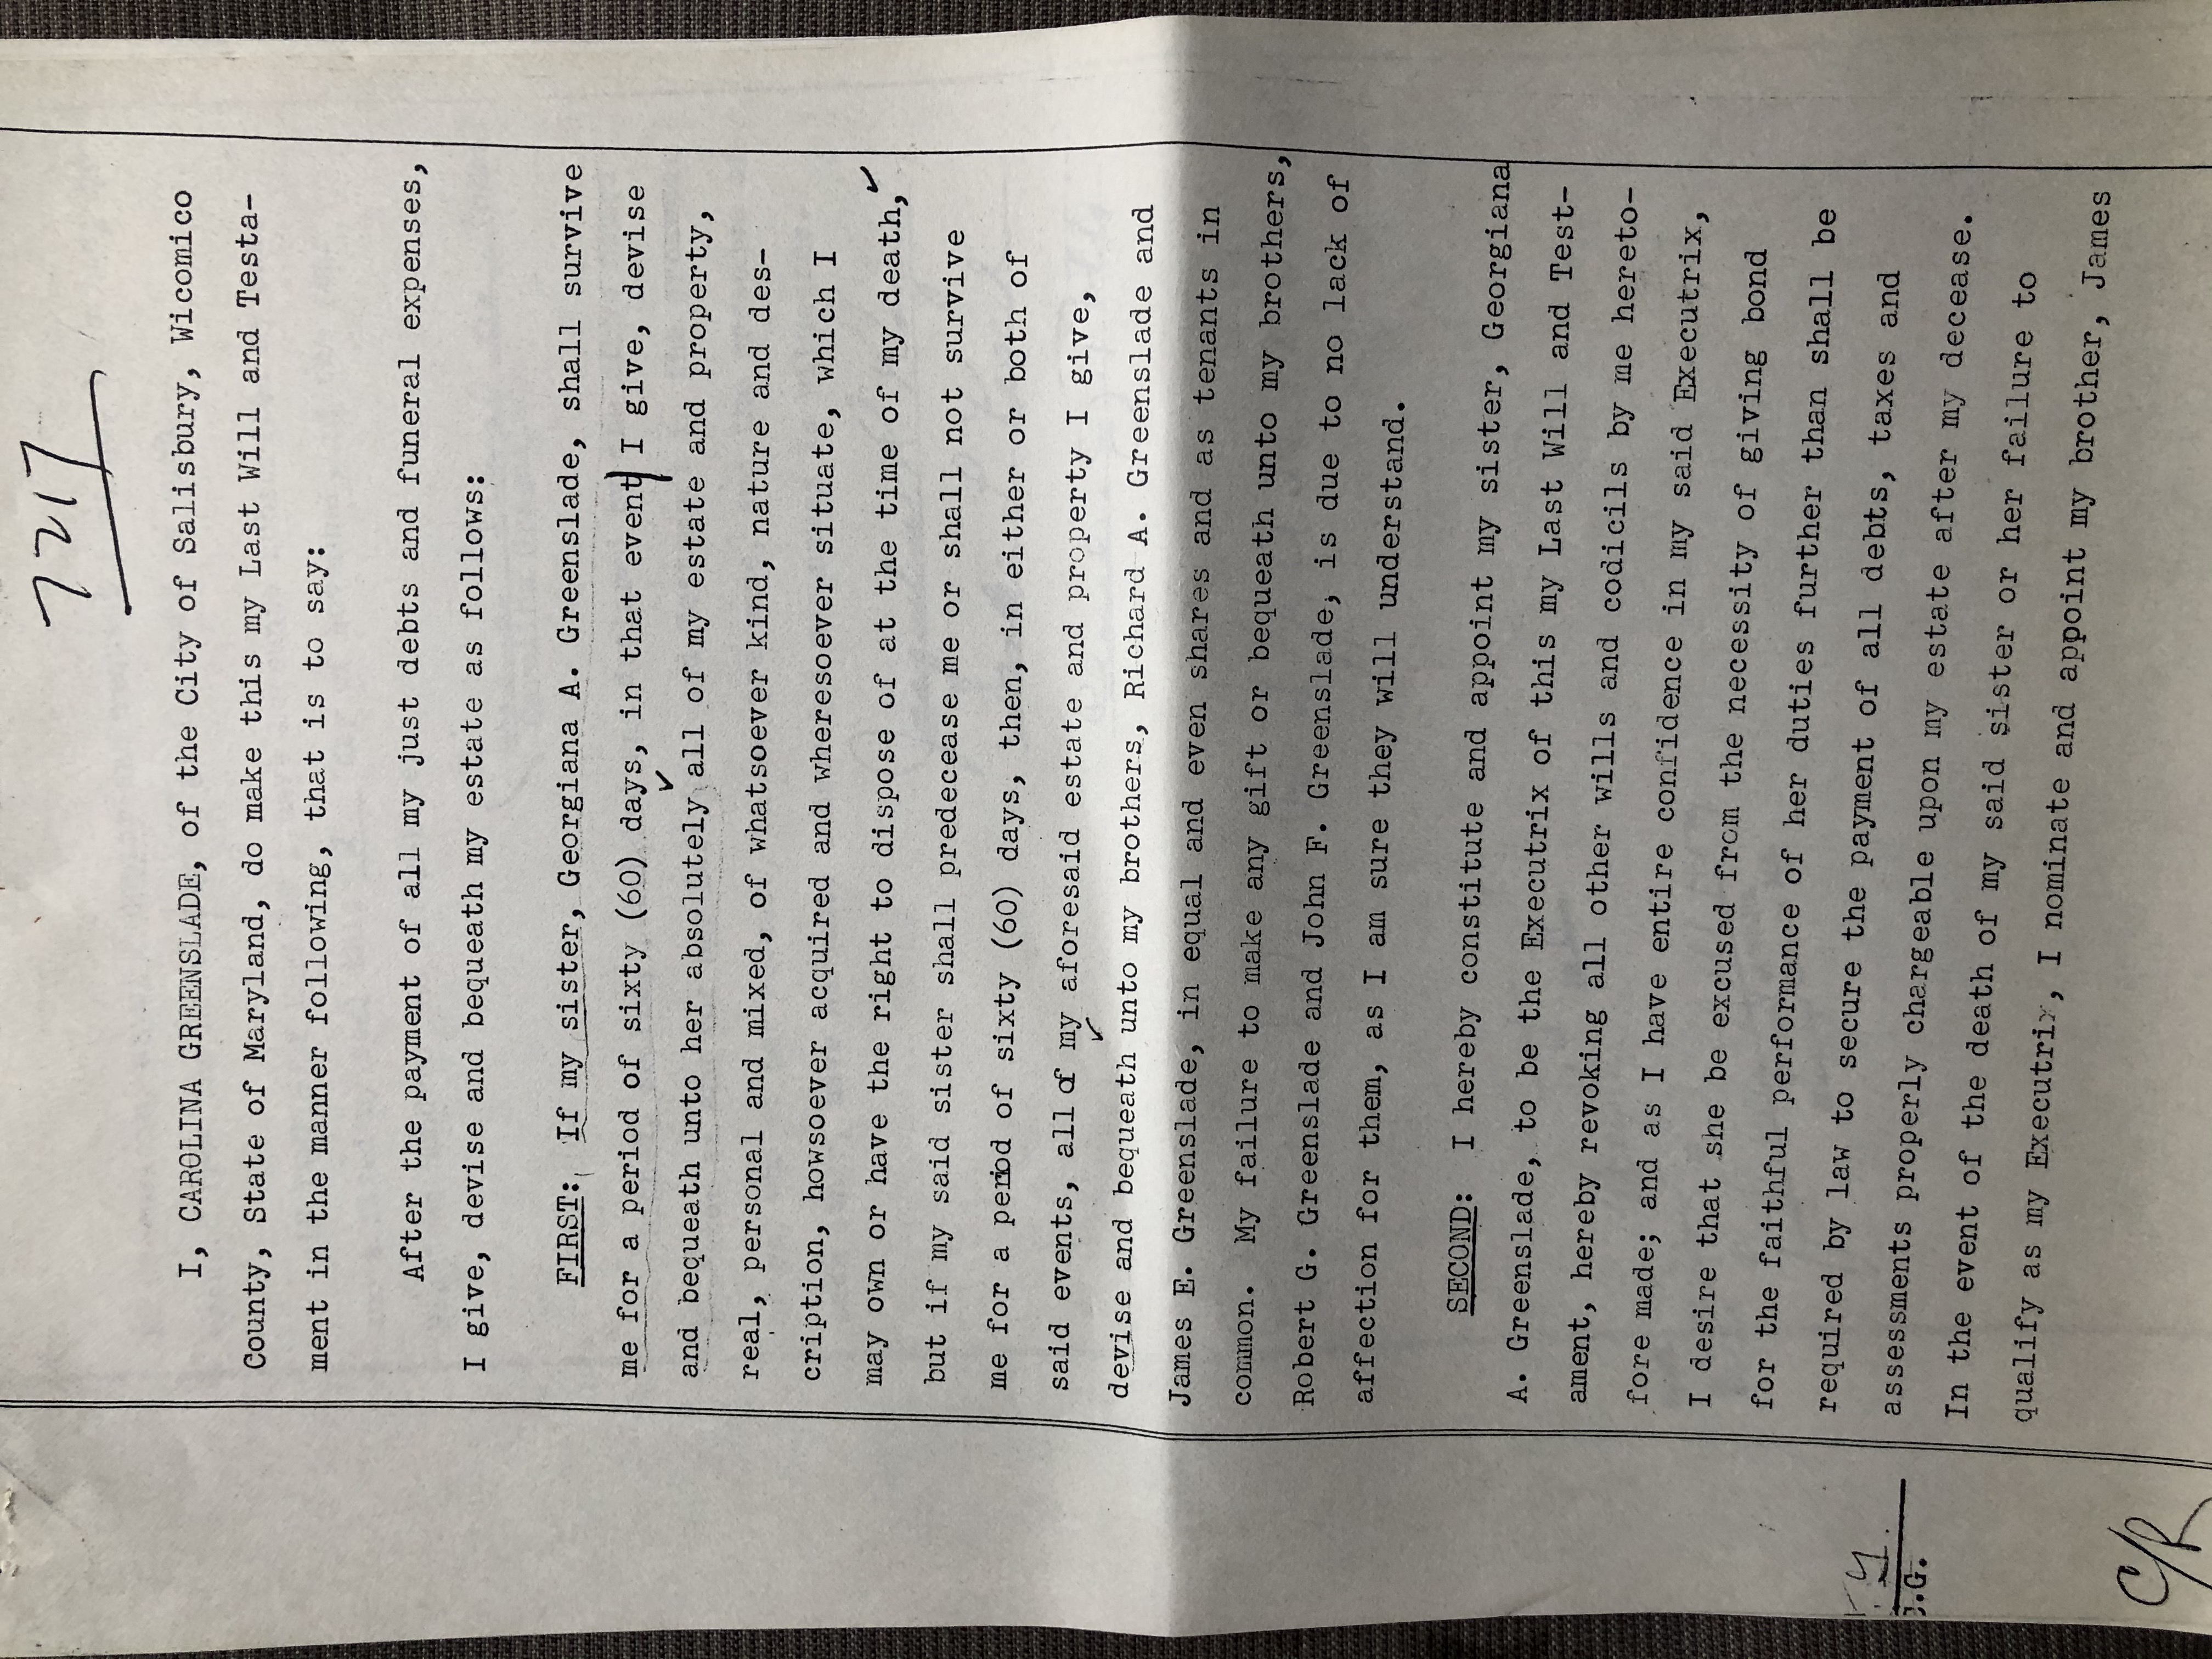 7217
I, CAROLINA GREENSLADE, of the City of Salisbury, Wicomico
County, State of Maryland, do make this my Last Will and Testa-
ment in the manner following, that is to say:
After the payment of all my just debts and funeral expenses,
I give, devise and bequeath my estate as follows:
FIRST: If my sister, Georgiana A. Greenslade, shall survive
me for a period of sixty (60) days, in that event I give, devise
and bequeath unto her absolutely all of my estate and property,
real, personal and mixed, of whatsoever kind, nature and des-
cription, howsoever acquired and wheresoever situate, which I
may own or have the right to dispose of at the time of my death,
but if my said sister shall predecease me or shall not survive
me for a period of sixty (60) days, then, in either or both of
said events, all of my aforesaid estate and property I give,
devise and bequeath unto my brothers, Richard A. Greenslade and
James E. Greenslade, in equal and even shares and as tenants in
common. My failure to make any gift or bequeath unto my brothers,
Robert G. Greenslade and John F. Greenslade, is due to no lack of
affection for them, as I am sure they will understand.
SECOND: I hereby constitute and appoint my sister, Georgiana
A. Greenslade, to be the Executrix of this my Last Will and Test-
ament, hereby revoking all other wills and codicils by me hereto-
fore made; and as I have entire confidence in my said Executrix,
I desire that she be excused from the necessity of giving bond
for the faithful performance of her duties further than shall be
required by law to secure the payment of all debts, taxes and
assessments properly chargeable upon my estate after my decease.
In the event of the death of my said sister or her failure to
qualify as my Executrix, I nominate and appoint my brother, James
.G.
C/R